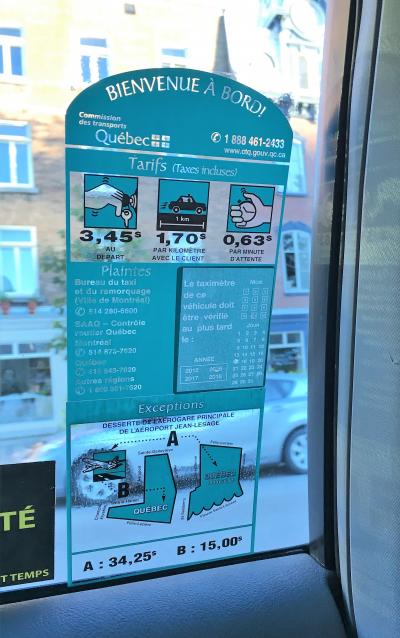 BIENVENUE À BORD!
Commission
des transports
Québec
✆ 1 888 461-2433
www.ctq.gouv.qc.ca
Tarifs (Taxes incluses)
1 km
3,45$
AU
DÉPART
1,70$
PAR KILOMÈTRE
AVEC LE CLIENT
0,63$
PAR MINUTE
D'ATTENTE
Plaintes
Bureau du taxi
et du remorquage
(Ville de Montréal)
✆ 514 280-6600
SAAQ – Contrôle
routier Québec
Montréal
✆ 514 873-7620
Québec
Autres régions
Le taximètre
de ce
véhicule doit
être vérifié
au plus tard
le :
Mois
Jour
ANNÉE
2017
Exceptions
DESSERTE DE L'AÉROGARE PRINCIPALE
DE L'AÉROPORT JEAN-LESAGE
A
B
QUÉBEC
QUÉBEC
A : 34,25$ B : 15,00$
TÉ
T TEMPS